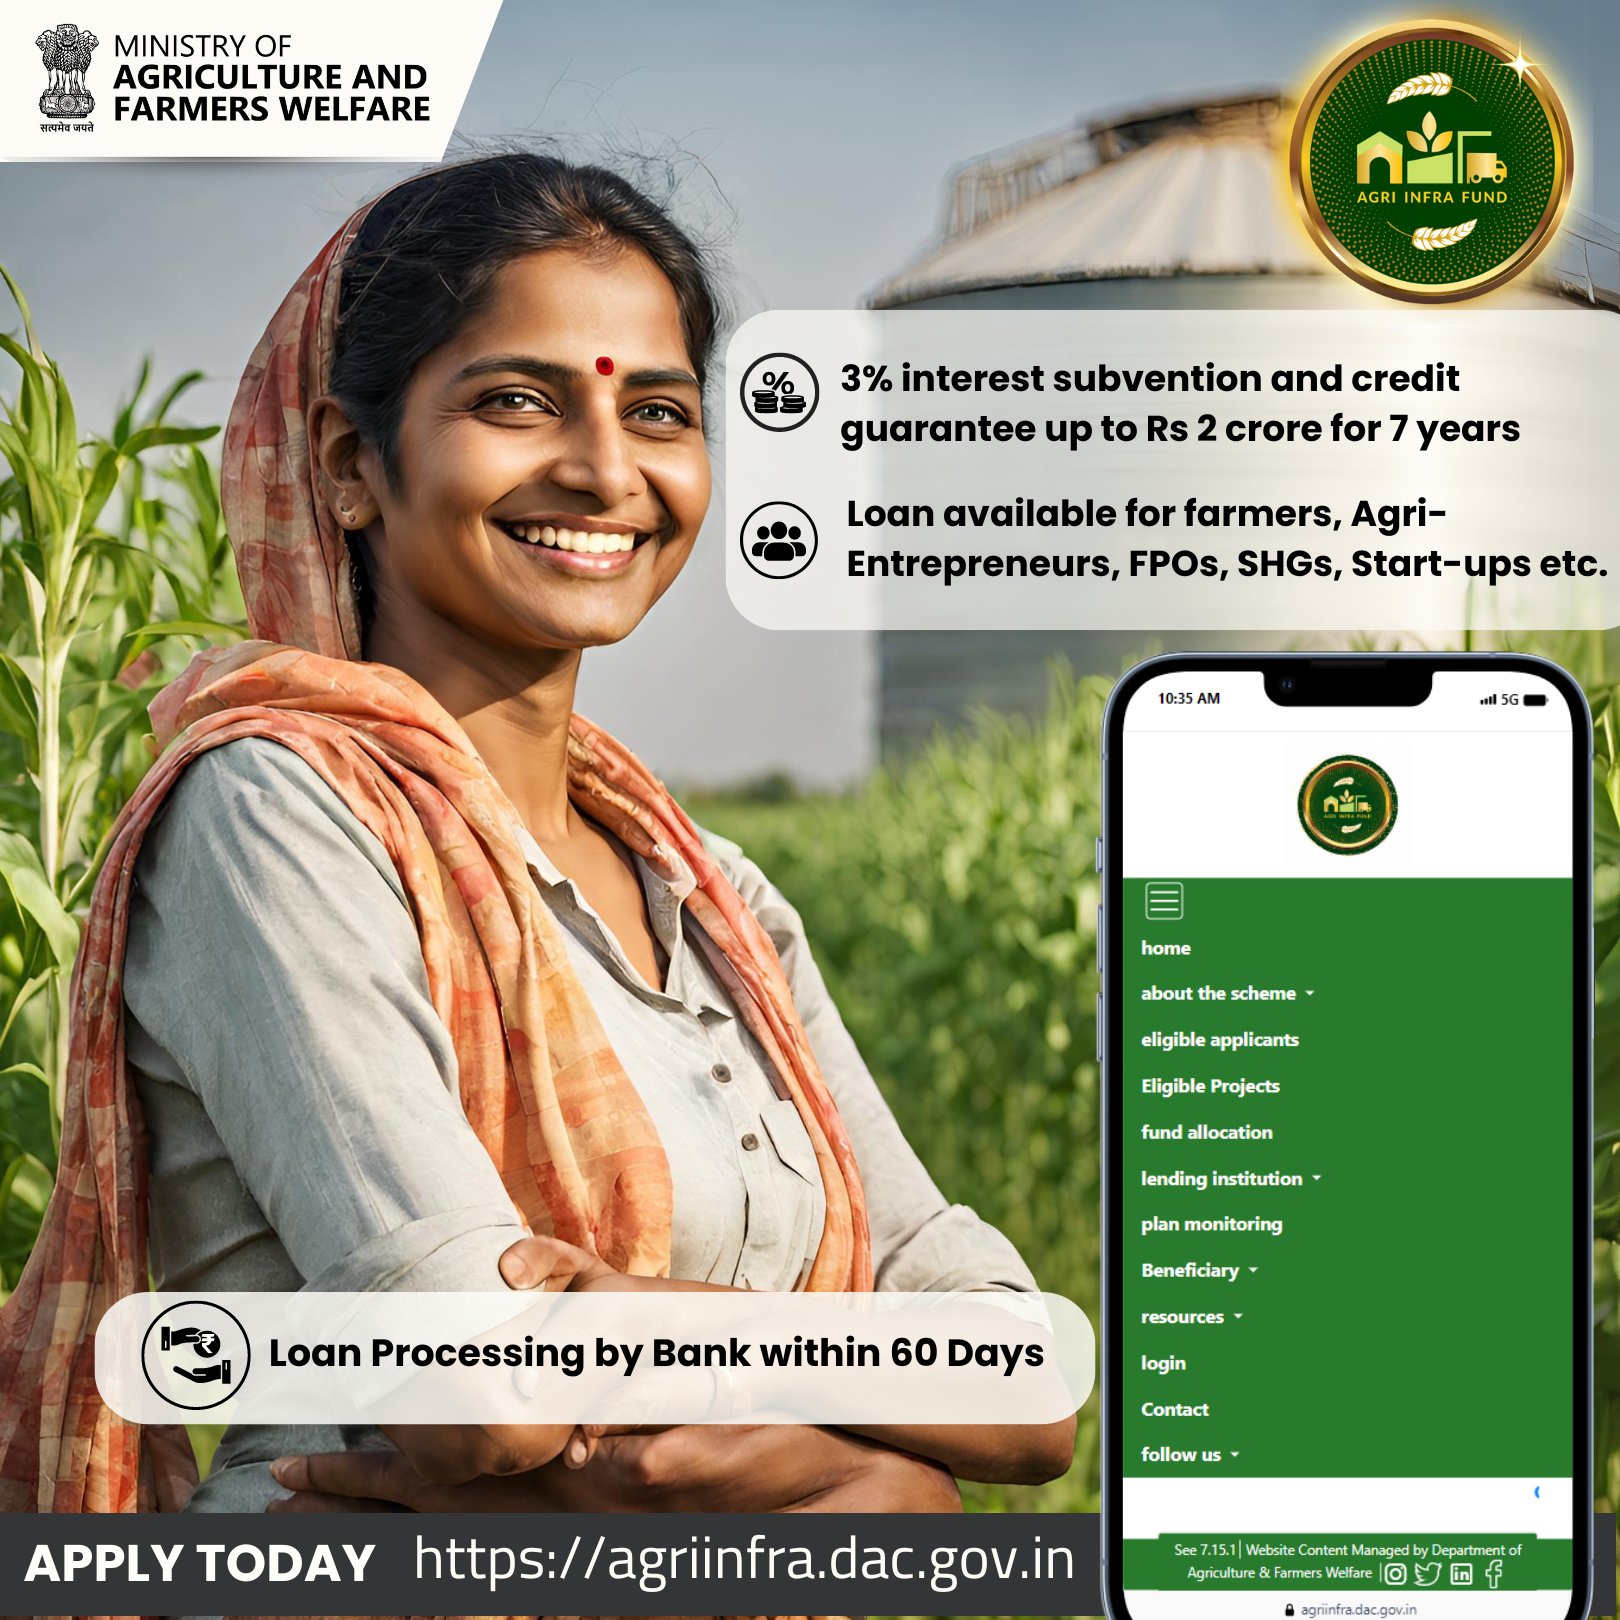 सत्यमेव जयते
MINISTRY OF
AGRICULTURE AND
FARMERS WELFARE
AGRI INFRA FUND
%
3% interest subvention and credit
guarantee up to Rs 2 crore for 7 years
Loan available for farmers, Agri-
Entrepreneurs, FPOs, SHGs, Start-ups etc.
10:35 AM
5G
AGRI INFRA FUND
home
about the scheme
eligible applicants
Eligible Projects
fund allocation
lending institution
plan monitoring
Beneficiary
resources
login
Contact
follow us
₹
Loan Processing by Bank within 60 Days
APPLY TODAY https://agriinfra.dac.gov.in
See 7.15.1| Website Content Managed by Department of
Agriculture & Farmers Welfare |
agriinfra.dac.gov.in